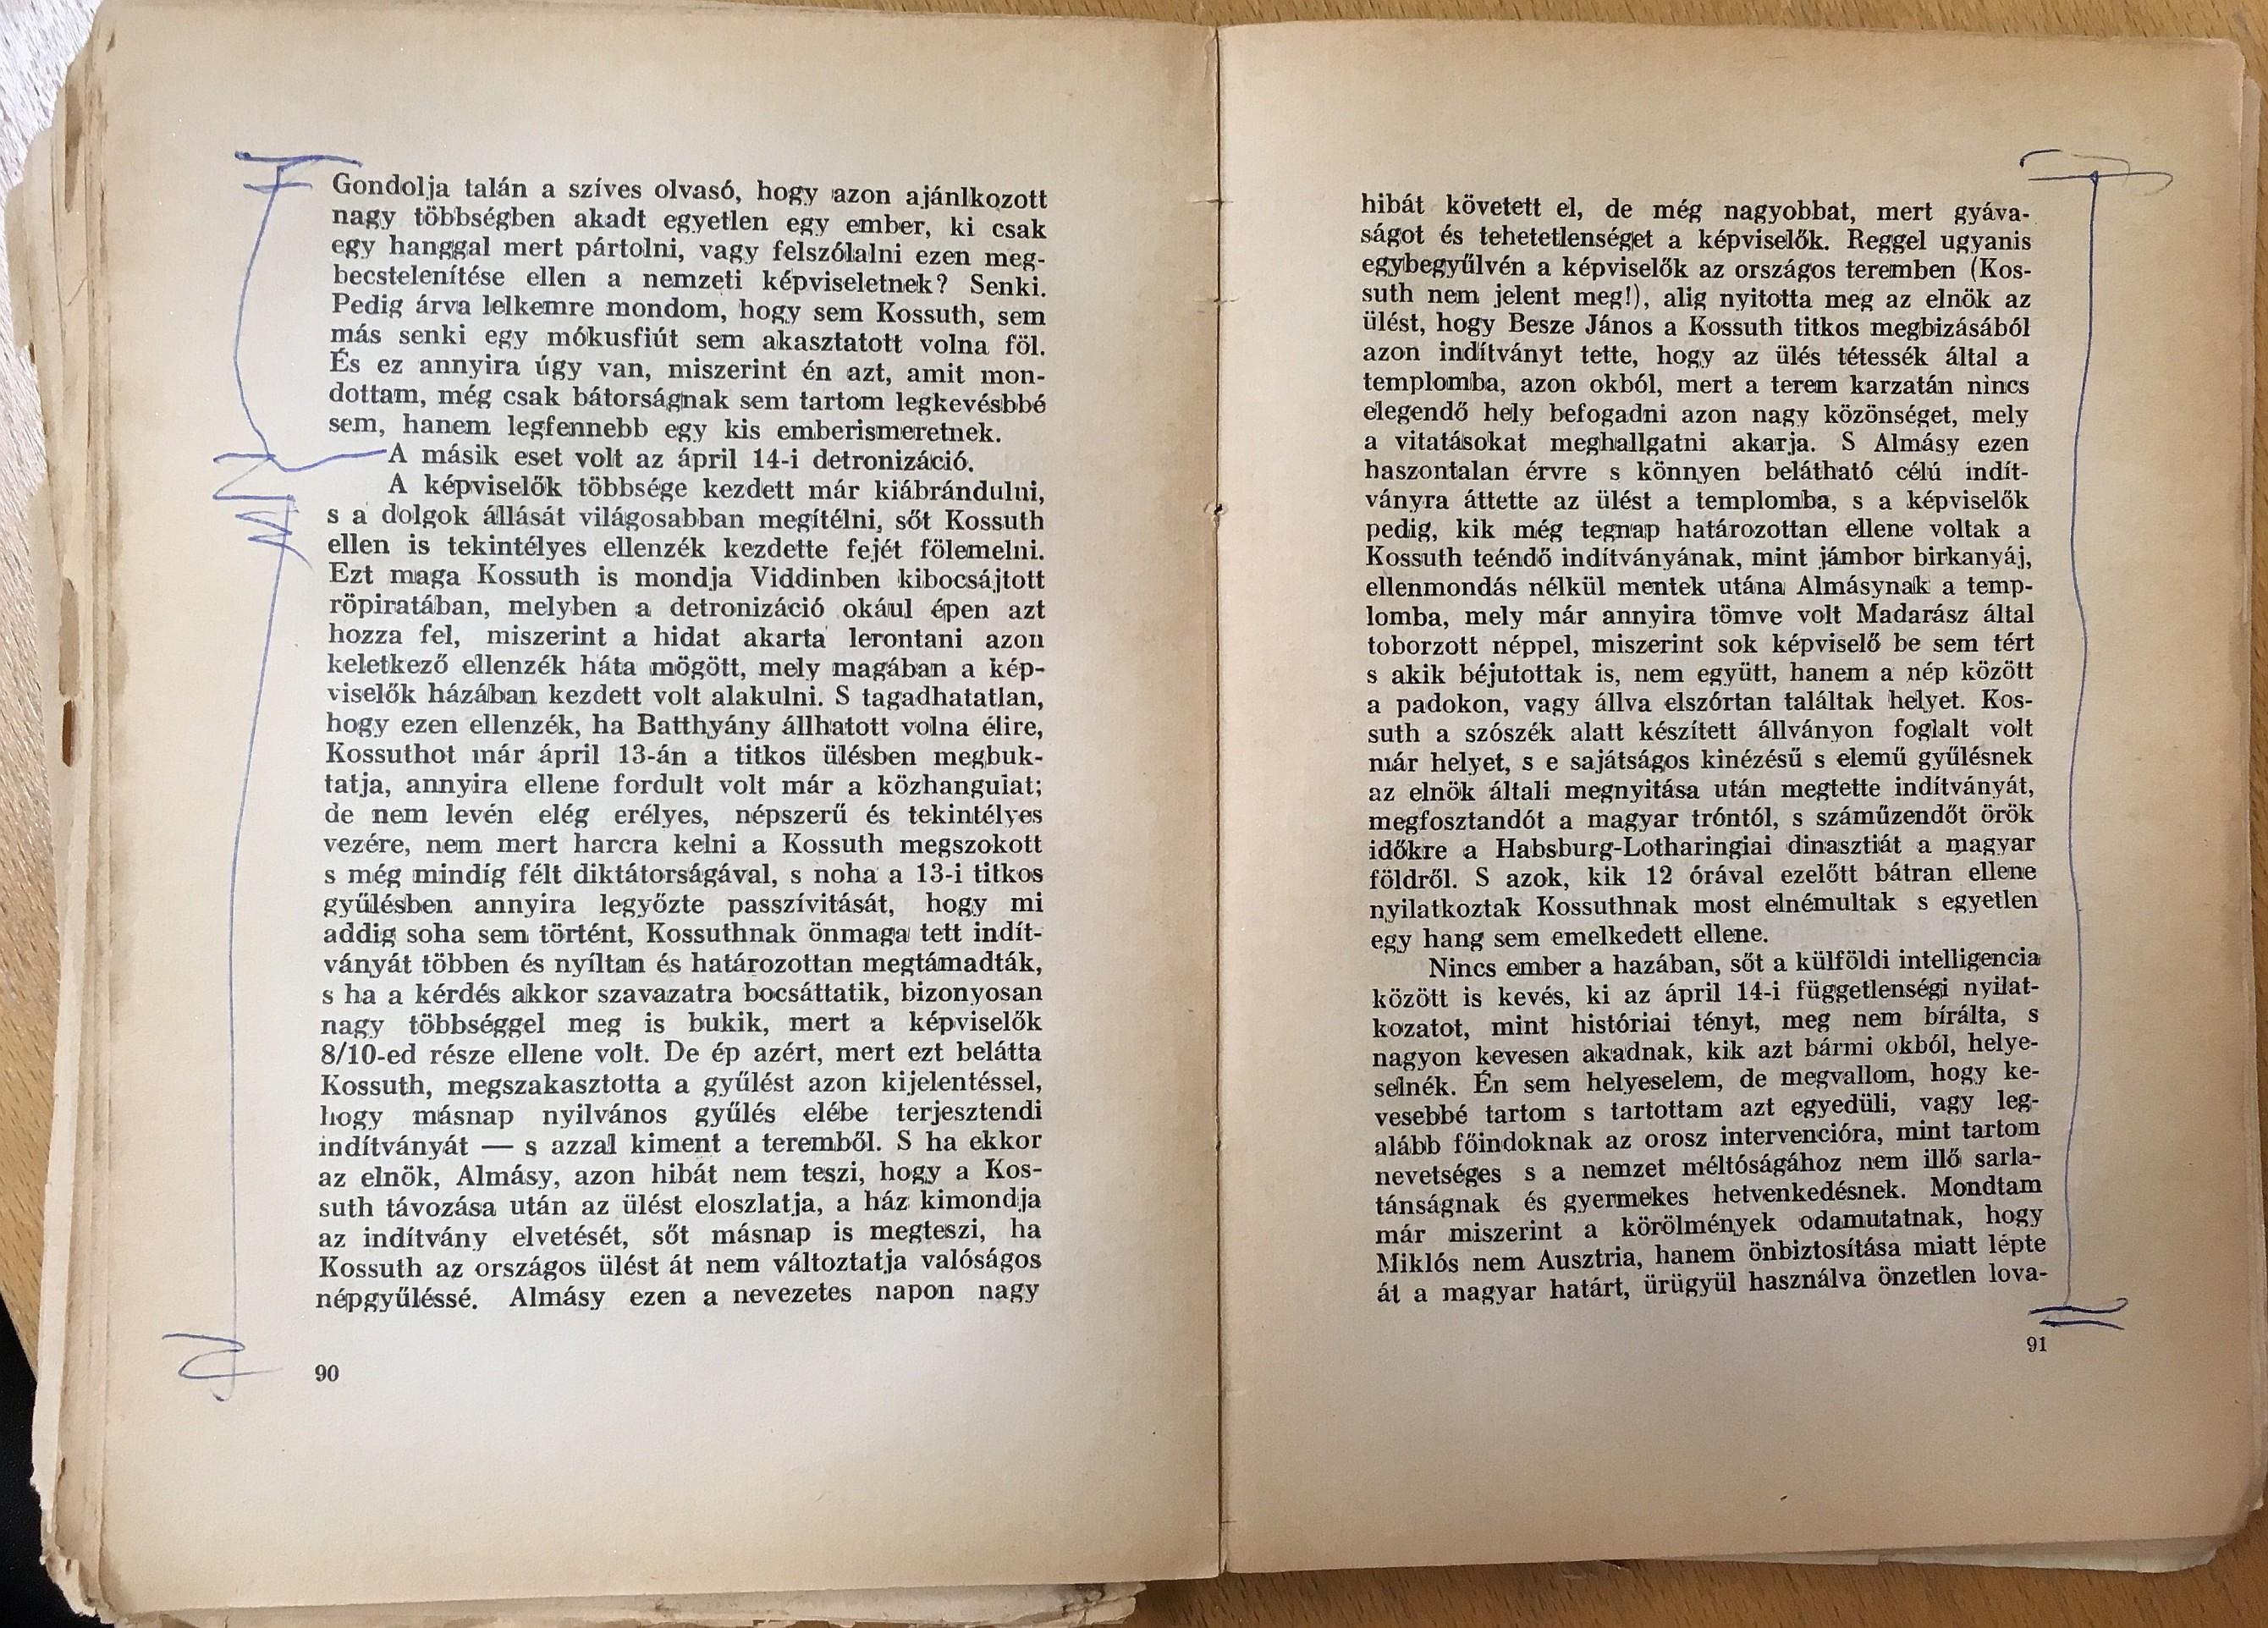 Gondolja talán a szíves olvasó, hogy azon ajánlkozott
nagy többségben akadt egyetlen egy ember, ki csak
egy hanggal mert pártolni, vagy felszólalni ezen meg-
becstelenítése ellen a nemzeti képviseletnek? Senki.
Pedig árva lelkemre mondom, hogy sem Kossuth, sem
más senki egy mókusfiút sem akasztatott volna föl.
És ez annyira úgy van, miszerint én azt, amit mon-
dottam, még csak bátorságnak sem tartom legkevésbbé
sem, hanem legfennebb egy kis emberismeretnek.
A másik eset volt az április 14-i detronizáció.
A képviselők többsége kezdett már kiábrándulni,
s a dolgok állását világosabban megítélni, sőt Kossuth
ellen is tekintélyes ellenzék kezdette fejét fölemelni.
Ezt maga Kossuth is mondja Viddinben kibocsájtott
röpiratában, melyben a detronizáció okául épen azt
hozza fel, miszerint a hidat akarta lerontani azon
keletkező ellenzék háta mögött, mely magában a kép-
viselők házában kezdett volt alakulni. S tagadhatatlan,
hogy ezen ellenzék, ha Batthyány állhatott volna élire,
Kossuthot már ápril 13-án a titkos ülésben megbuk-
tatja, annyira ellene fordult volt már a közhangulat;
de nem levén elég erélyes, népszerű és tekintélyes
vezére, nem mert harcra kelni a Kossuth megszokott
s még mindíg félt diktátorságával, s noha a 13-i titkos
gyűlésben annyira legyőzte passzívitását, hogy mi
addig soha sem történt, Kossuthnak önmaga tett indít-
ványát többen és nyíltan és határozottan megtámadták,
s ha a kérdés akkor szavazatra bocsáttatik, bizonyosan
nagy többséggel meg is bukik, mert a képviselők
8/10-ed része ellene volt. De ép azért, mert ezt belátta
Kossuth, megszakasztotta a gyűlést azon kijelentéssel,
hogy másnap nyilvános gyűlés elébe terjesztendi
indítványát — s azzal kiment a teremből. S ha ekkor
az elnök, Almásy, azon hibát nem teszi, hogy a Kos-
suth távozása után az ülést eloszlatja, a ház kimondja
az indítvány elvetését, sőt másnap is megteszi, ha
Kossuth az országos ülést át nem változtatja valóságos
népgyűléssé. Almásy ezen a nevezetes napon nagy
90
hibát követett el, de még nagyobbat, mert gyáva-
ságot és tehetetlenséget a képviselők. Reggel ugyanis
egybegyűlvén a képviselők az országos teremben (Kos-
suth nem jelent meg!), alig nyitotta meg az elnök az
ülést, hogy Besze János a Kossuth titkos megbizásából
azon indítványt tette, hogy az ülés tétessék által a
templomba, azon okból, mert a terem karzatán nincs
elegendő hely befogadni azon nagy közönséget, mely
a vitatásokat meghallgatni akarja. S Almásy ezen
haszontalan érvre s könnyen belátható célú indít-
ványra áttette az ülést a templomba, s a képviselők
pedig, kik még tegnap határozottan ellene voltak a
Kossuth teéndő indítványának, mint jámbor birkanyáj,
ellenmondás nélkül mentek utána Almásynak a temp-
lomba, mely már annyira tömve volt Madarász által
toborzott néppel, miszerint sok képviselő be sem tért
s akik béjutottak is, nem együtt, hanem a nép között
a padokon, vagy állva elszórtan találtak helyet. Kos-
suth a szószék alatt készített állványon foglalt volt
már helyet, s e sajátságos kinézésű s elemű gyűlésnek
az elnök általi megnyitása után megtette indítványát,
megfosztandót a magyar tróntól, s száműzendőt örök
időkre a Habsburg-Lotharingiai dinasztiát a magyar
földről. S azok, kik 12 órával ezelőtt bátran ellene
nyilatkoztak Kossuthnak most elnémultak s egyetlen
egy hang sem emelkedett ellene.
Nincs ember a hazában, sőt a külföldi intelligencia
között is kevés, ki az ápril 14-i függetlenségi nyilat-
kozatot, mint históriai tényt, meg nem bírálta, s
nagyon kevesen akadnak, kik azt bármi okból, helye-
selnék. Én sem helyeselem, de megvallom, hogy ke-
vesebbé tartom s tartottam azt egyedüli, vagy leg-
alább főindoknak az orosz intervencióra, mint tartom
nevetséges s a nemzet méltóságához nem illő sarla-
tánságnak és gyermekes hetvenkedésnek. Mondtam
már miszerint a körölmények odamutatnak, hogy
Miklós nem Ausztria, hanem önbiztosítása miatt lépte
át a magyar határt, ürügyül használva önzetlen lova-
91